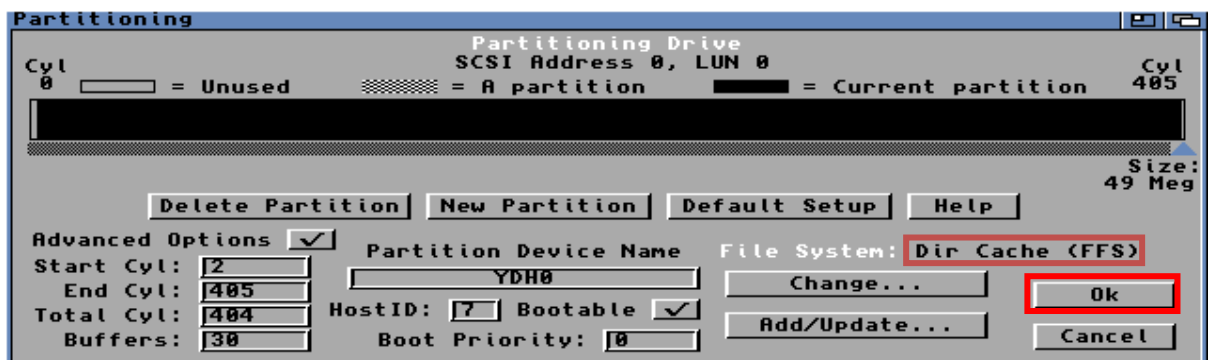 Partitioning
Partitioning Drive
SCSI Address 0, LUN 0
Cyl
0
= Unused
= A partition
= Current partition
Cyl
405
Size:
49 Meg
Delete Partition
New Partition
Default Setup
Help
Advanced Options
Start Cyl: 2
End Cyl: 405
Total Cyl: 404
Buffers: 30
Partition Device Name
YDH0
HostID: 7 Bootable
Boot Priority: 0
File System: Dir Cache (FFS)
Change...
Add/Update...
Ok
Cancel